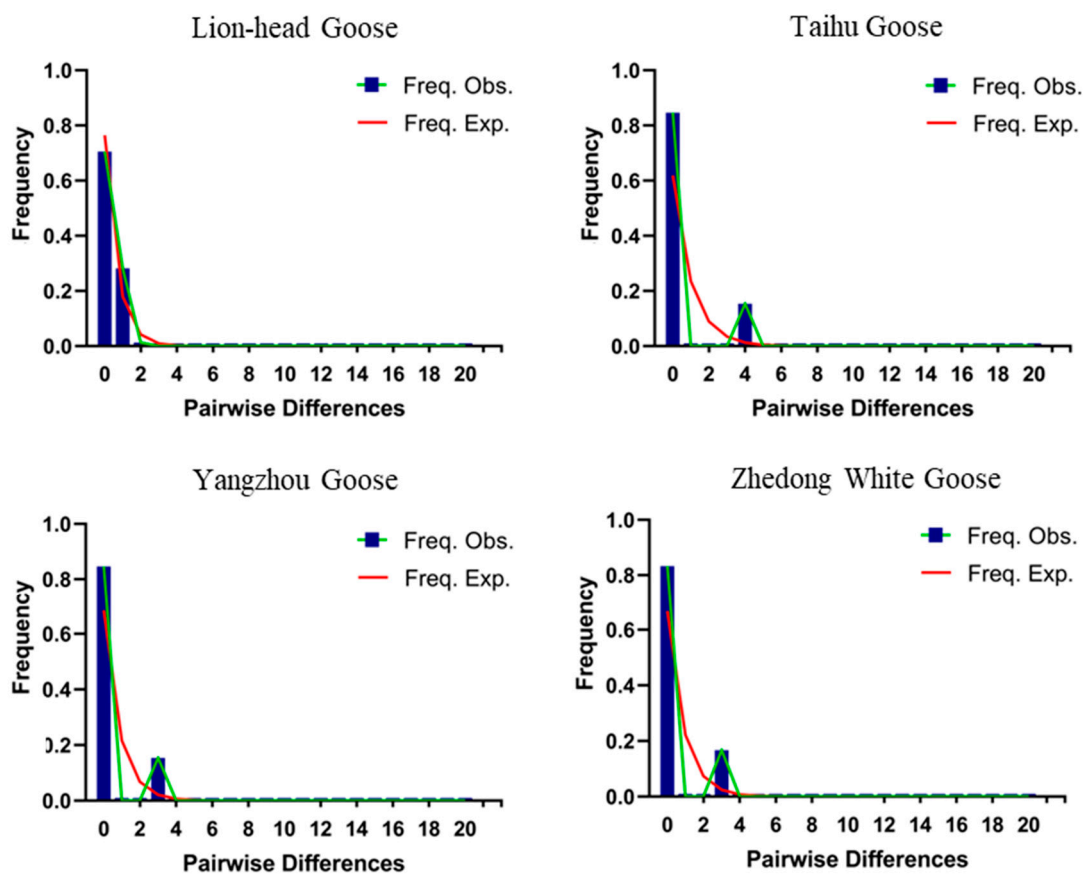 Lion-head Goose
1.0
0.8
0.6
0.4
0.2
0.0
Frequency
Freq. Obs.
Freq. Exp.
0 2 4 6 8 10 12 14 16 18 20
Pairwise Differences
Taihu Goose
1.0
0.8
0.6
0.4
0.2
0.0
Frequency
Freq. Obs.
Freq. Exp.
0 2 4 6 8 10 12 14 16 18 20
Pairwise Differences
Yangzhou Goose
1.0
0.8
0.6
0.4
0.2
0.0
Frequency
Freq. Obs.
Freq. Exp.
0 2 4 6 8 10 12 14 16 18 20
Pairwise Differences
Zhedong White Goose
1.0
0.8
0.6
0.4
0.2
0.0
Frequency
Freq. Obs.
Freq. Exp.
0 2 4 6 8 10 12 14 16 18 20
Pairwise Differences